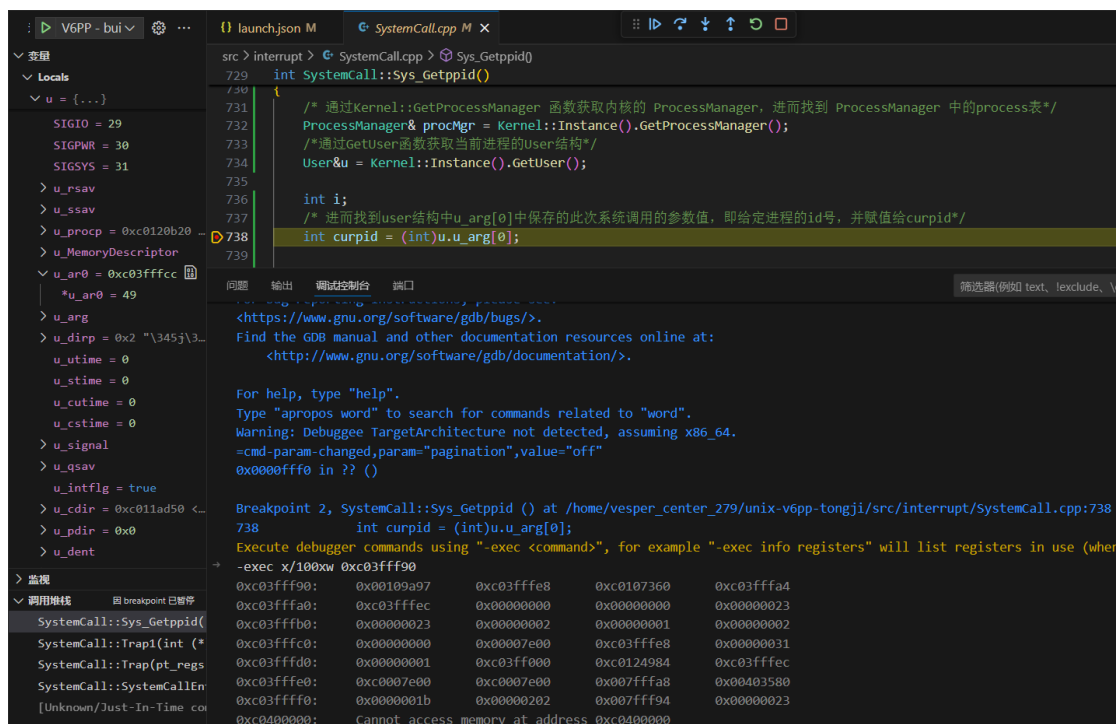 V6PP - bui
变量
Locals
u = {...}
SIGIO = 29
SIGPWR = 30
SIGSYS = 31
u_rsav
u_ssav
u_procp = 0xc0120b20 ...
u_MemoryDescriptor
u_ar0 = 0xc03fffcc
*u_ar0 = 49
u_arg
u_dirp = 0x2 "\345j\3...
u_utime = 0
u_stime = 0
u_cutime = 0
u_cstime = 0
u_signal
u_qsav
u_intflg = true
u_cdir = 0xc011ad50 <...
u_pdir = 0x0
u_dent
监视
调用堆栈 因 breakpoint 已暂停
SystemCall::Sys_Getppid(
SystemCall::Trap1(int (*
SystemCall::Trap(pt_regs
SystemCall::SystemCallEn
[Unknown/Just-In-Time co
launch.json M
SystemCall.cpp M
src > interrupt > SystemCall.cpp > Sys_Getppid()
729 int SystemCall::Sys_Getppid()
730 {
731 /* 通过Kernel::GetProcessManager 函数获取内核的 ProcessManager，进而找到 ProcessManager 中的process表*/
732 ProcessManager& procMgr = Kernel::Instance().GetProcessManager();
733 /*通过GetUser函数获取当前进程的User结构*/
734 User&u = Kernel::Instance().GetUser();
735
736 int i;
737 /* 进而找到user结构中u_arg[0]中保存的此次系统调用的参数值，即给定进程的id号，并赋值给curpid*/
738 int curpid = (int)u.u_arg[0];
739
问题 输出 调试控制台 端口
筛选器(例如 text、!exclude、\
<https://www.gnu.org/software/gdb/bugs/>.
Find the GDB manual and other documentation resources online at:
<http://www.gnu.org/software/gdb/documentation/>.
For help, type "help".
Type "apropos word" to search for commands related to "word".
Warning: Debuggee TargetArchitecture not detected, assuming x86_64.
=cmd-param-changed,param="pagination",value="off"
0x0000fff0 in ?? ()
Breakpoint 2, SystemCall::Sys_Getppid () at /home/vesper_center_279/unix-v6pp-tongji/src/interrupt/SystemCall.cpp:738
738 int curpid = (int)u.u_arg[0];
Execute debugger commands using "-exec <command>", for example "-exec info registers" will list registers in use (when
-exec x/100xw 0xc03fff90
0xc03fff90: 0x00109a97 0xc03fffe8 0xc0107360 0xc03fffa4
0xc03fffa0: 0xc03fffec 0x00000000 0x00000000 0x00000023
0xc03fffb0: 0x00000023 0x00000002 0x00000001 0x00000002
0xc03fffc0: 0x00000000 0x00007e00 0xc03fffe8 0x00000031
0xc03fffd0: 0x00000001 0xc03ff000 0xc0124984 0xc03fffec
0xc03fffe0: 0xc0007e00 0xc0007e00 0x007fffa8 0x00403580
0xc03ffff0: 0x0000001b 0x00000202 0x007fff94 0x00000023
0xc0400000: Cannot access memory at address 0xc0400000